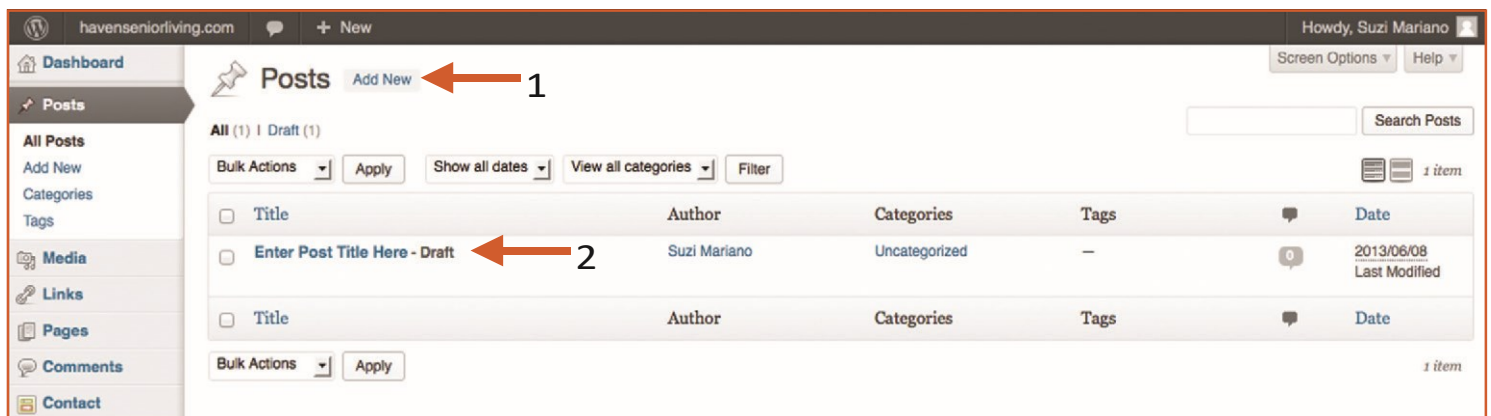 havenseniorliving.com + New Howdy, Suzi Mariano
Dashboard
Posts
All Posts
Add New
Categories
Tags
Media
Links
Pages
Comments
Contact
Screen Options Help
Posts Add New 1
All (1) | Draft (1)
Search Posts
Bulk Actions Apply Show all dates View all categories Filter 1 item
Title Author Categories Tags Date
Enter Post Title Here - Draft 2 Suzi Mariano Uncategorized — 0 2013/06/08
Last Modified
Title Author Categories Tags Date
Bulk Actions Apply 1 item